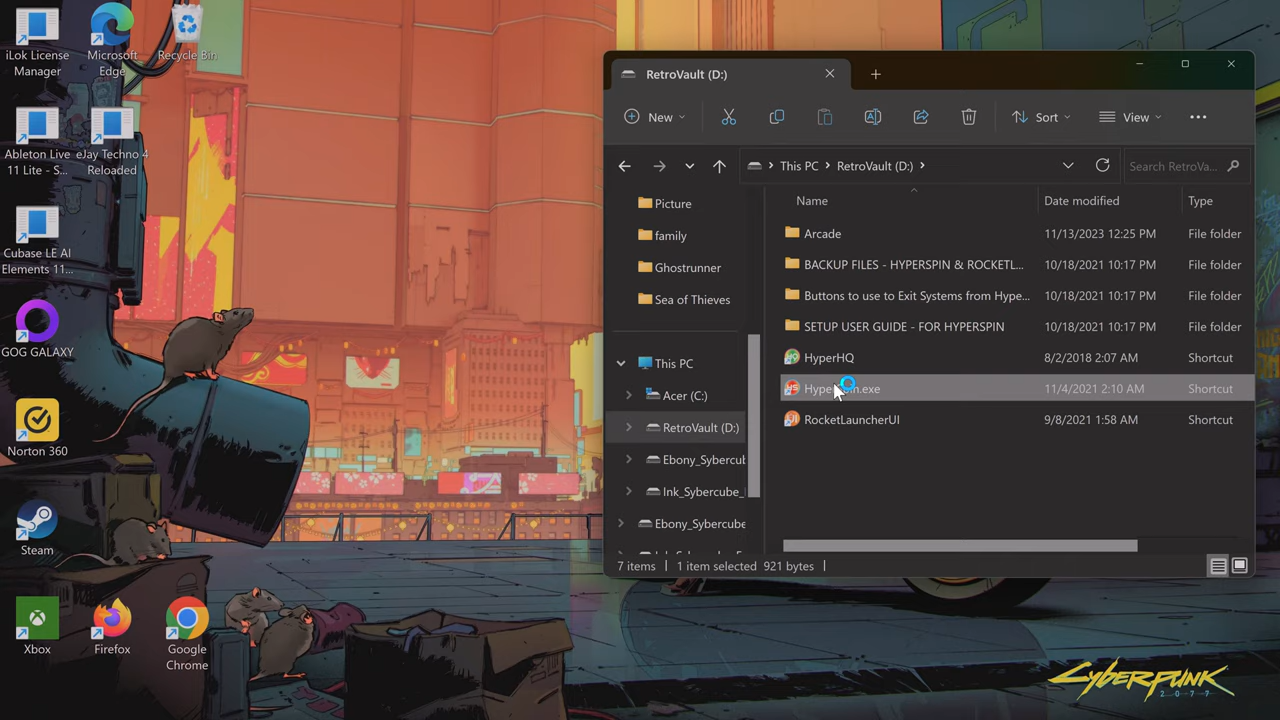 iLok License
Manager
Microsoft
Edge
Recycle Bin
Ableton Live
11 Lite - S...
eJay Techno 4
Reloaded
Cubase LE AI
Elements 11...
GOG GALAXY
Norton 360
Steam
Xbox
Firefox
Google
Chrome
RetroVault (D:)
New
Sort
View
This PC
RetroVault (D:)
Search RetroVa...
Picture
family
Ghostrunner
Sea of Thieves
This PC
Acer (C:)
RetroVault (D:)
Ebony_Sybercub
Ink_Sybercube_
Ebony_Sybercube
Name Date modified Type
Arcade 11/13/2023 12:25 PM File folder
BACKUP FILES - HYPERSPIN & ROCKETL... 10/18/2021 10:17 PM File folder
Buttons to use to Exit Systems from Hype... 10/18/2021 10:17 PM File folder
SETUP USER GUIDE - FOR HYPERSPIN 10/18/2021 10:17 PM File folder
HyperHQ 8/2/2018 2:07 AM Shortcut
11/4/2021 2:10 AM Shortcut
RocketLauncherUI 9/8/2021 1:58 AM Shortcut
7 items 1 item selected 921 bytes
CYBERPUNK
2077